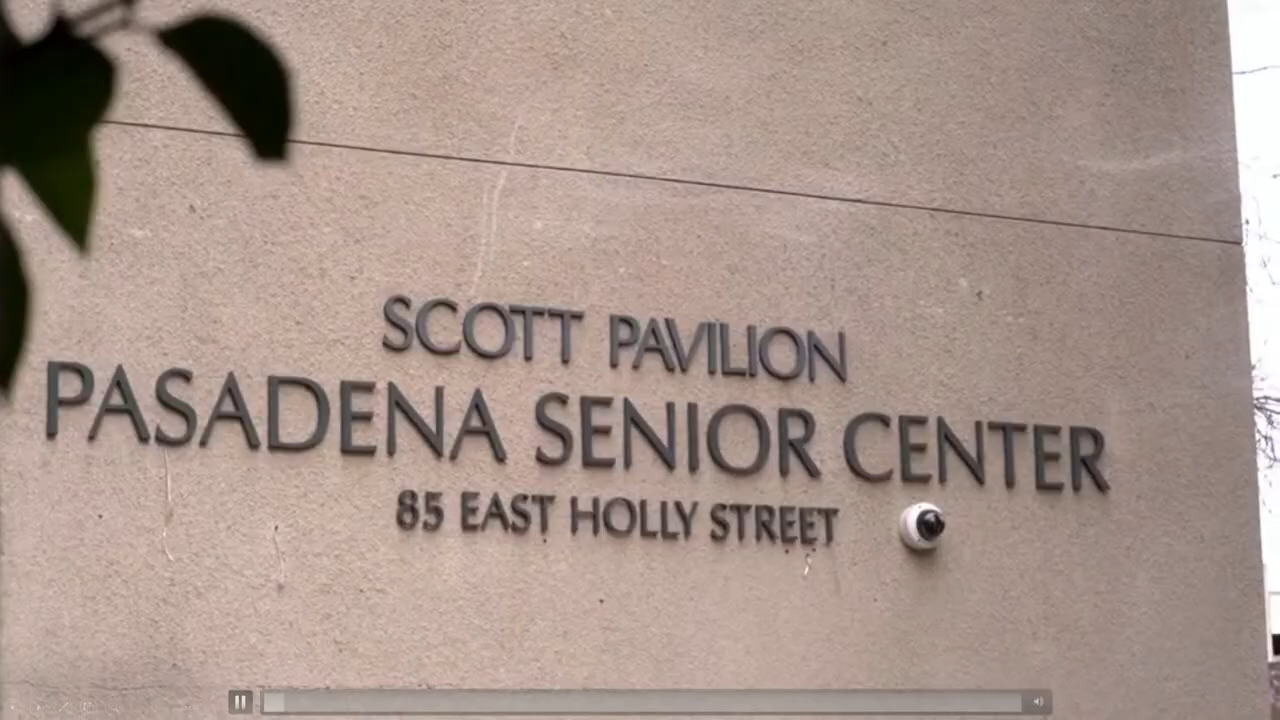 SCOTT PAVILION
PASADENA SENIOR CENTER
85 EAST HOLLY STREET